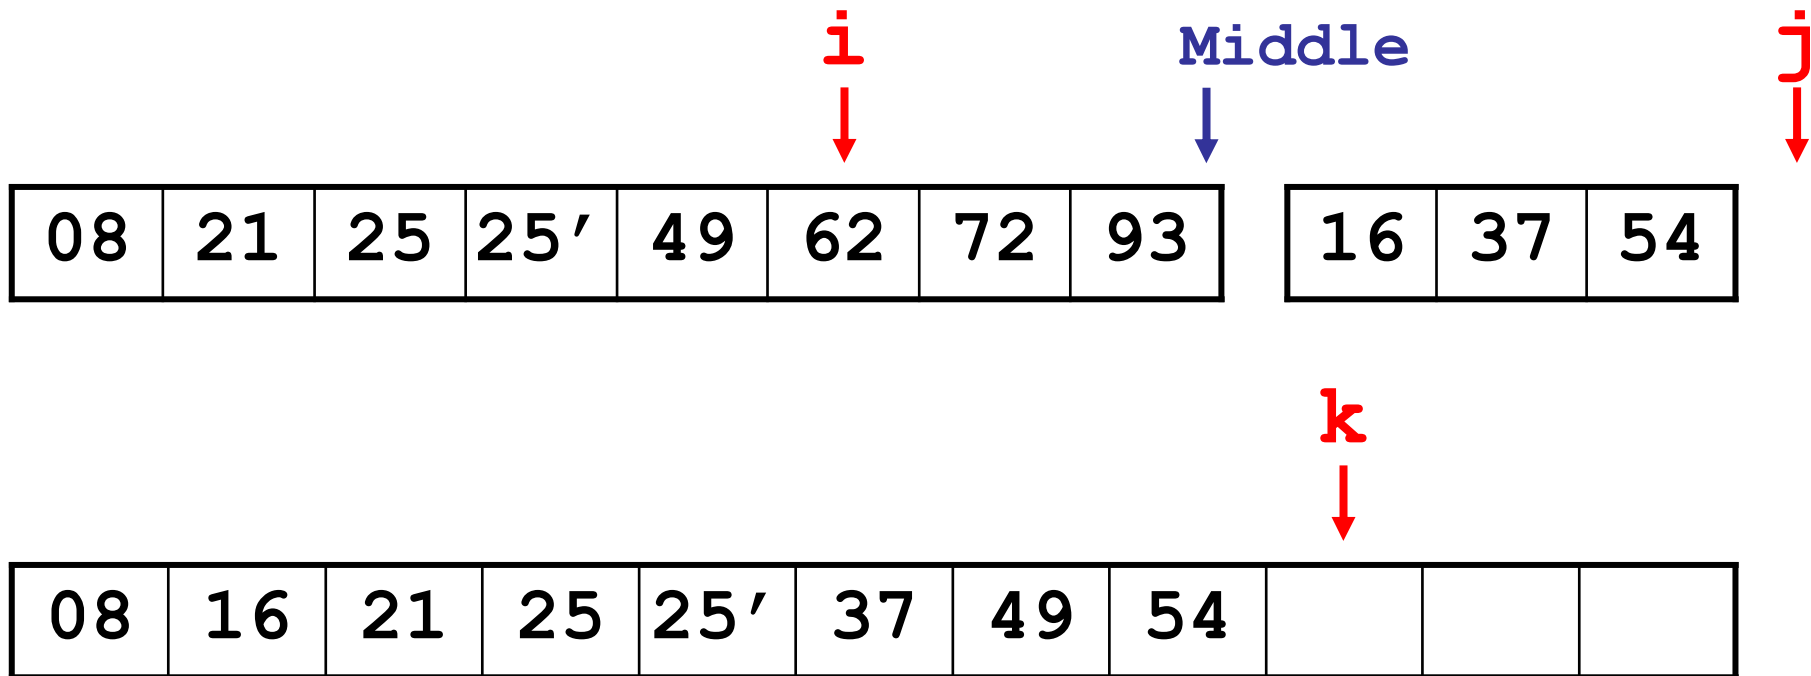 i Middle j
08 21 25 25′ 49 62 72 93 16 37 54
k
08 16 21 25 25′ 37 49 54